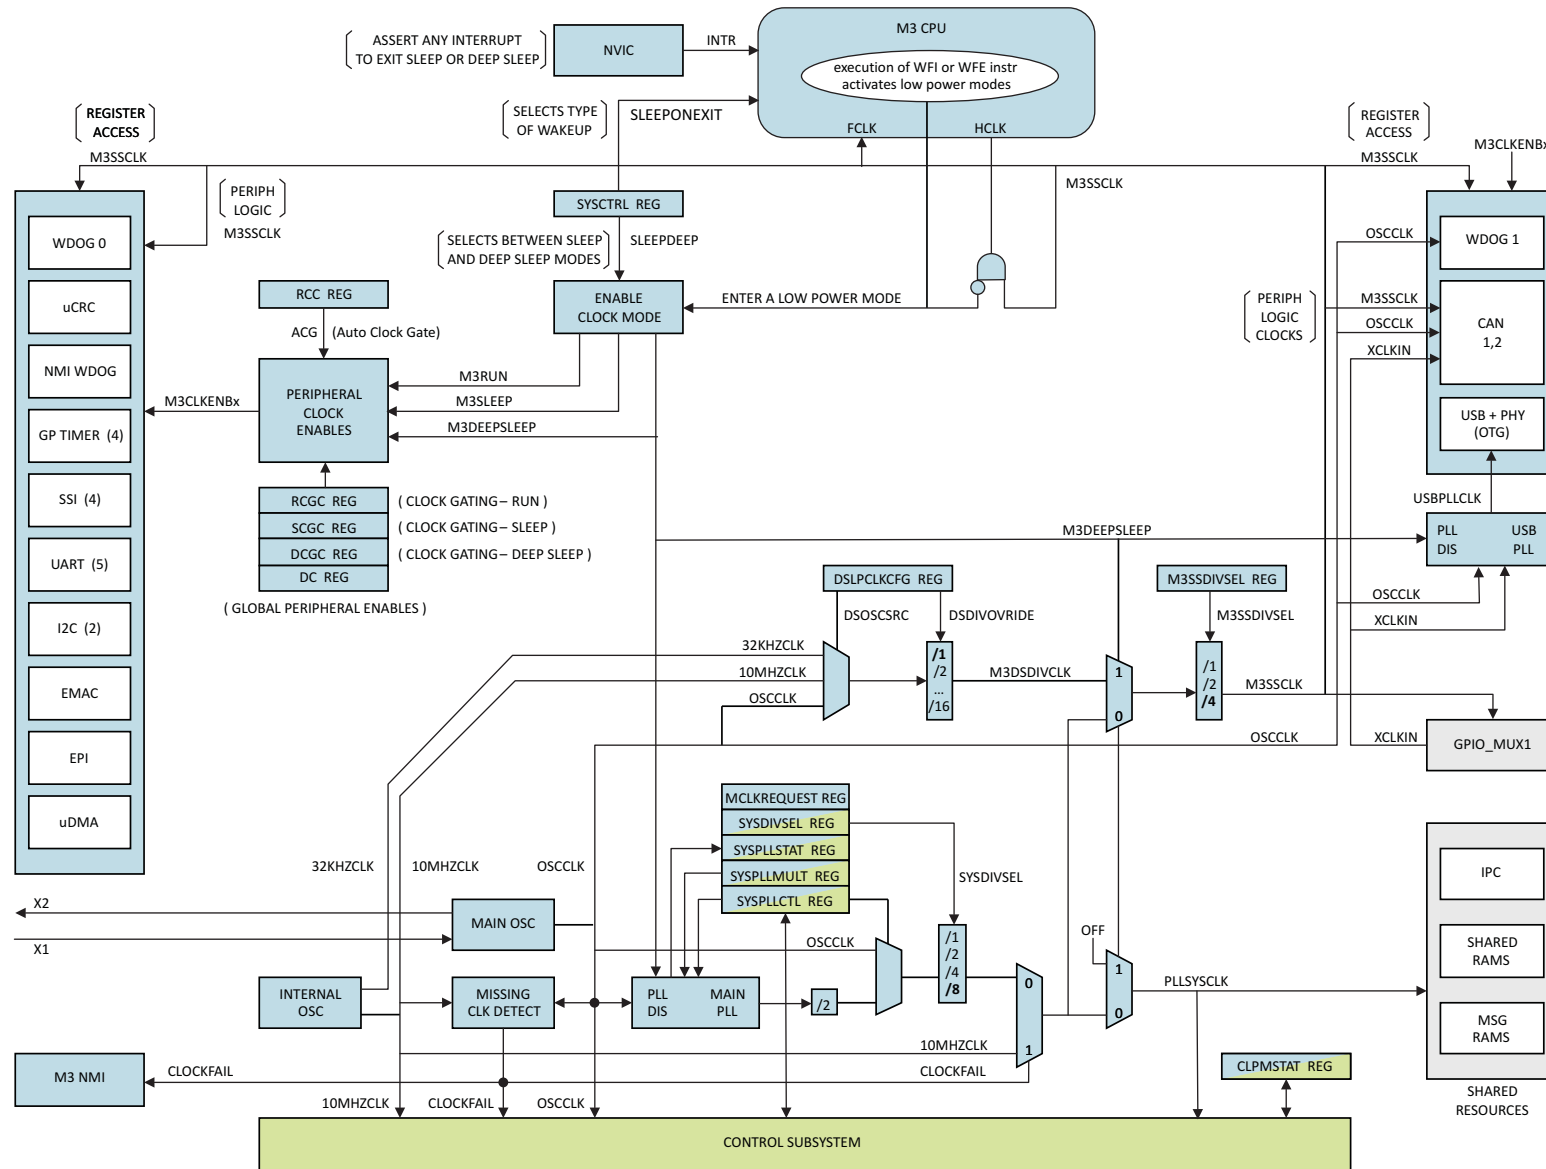 M3 CPU
execution of WFI or WFE instr
activates low power modes
FCLK
HCLK
ASSERT ANY INTERRUPT
TO EXIT SLEEP OR DEEP SLEEP
NVIC
INTR
SELECTS TYPE
OF WAKEUP
SLEEPONEXIT
REGISTER
ACCESS
M3SSCLK
REGISTER
ACCESS
M3SSCLK
M3CLKENBx
PERIPH
LOGIC
M3SSCLK
SYSCTRL REG
M3SSCLK
SELECTS BETWEEN SLEEP
AND DEEP SLEEP MODES
SLEEPDEEP
WDOG 0
uCRC
NMI WDOG
GP TIMER (4)
SSI (4)
UART (5)
I2C (2)
EMAC
EPI
uDMA
RCC REG
ACG
(Auto Clock Gate)
ENABLE
CLOCK MODE
ENTER A LOW POWER MODE
PERIPHERAL
CLOCK
ENABLES
M3CLKENBx
M3RUN
M3SLEEP
M3DEEPSLEEP
RCGC REG
( CLOCK GATING – RUN )
SCGC REG
( CLOCK GATING – SLEEP )
DCGC REG
( CLOCK GATING – DEEP SLEEP )
DC REG
( GLOBAL PERIPHERAL ENABLES )
PERIPH
LOGIC
CLOCKS
OSCCLK
WDOG 1
M3SSCLK
OSCCLK
XCLKIN
CAN
1,2
USB + PHY
(OTG)
USBPLLCLK
PLL
DIS
USB
PLL
OSCCLK
XCLKIN
M3DEEPSLEEP
DSLPCLKCFG REG
M3SSDIVSEL REG
DSOSCSRC
DSDIVOVRIDE
M3SSDIVSEL
32KHZCLK
10MHZCLK
OSCCLK
/1
/2
...
/16
M3DSDIVCLK
1
0
/1
/2
/4
M3SSCLK
OSCCLK
XCLKIN
GPIO_MUX1
MCLKREQUEST REG
SYSDIVSEL REG
SYSPLLSTAT REG
SYSPLLMULT REG
SYSPLLCTL REG
SYSDIVSEL
32KHZCLK
10MHZCLK
OSCCLK
X2
X1
MAIN OSC
OSCCLK
/1
/2
/4
/8
OFF
1
0
INTERNAL
OSC
MISSING
CLK DETECT
PLL
DIS
MAIN
PLL
/2
0
1
PLLSYSCLK
IPC
SHARED
RAMS
MSG
RAMS
SHARED
RESOURCES
10MHZCLK
M3 NMI
CLOCKFAIL
CLOCKFAIL
CLPMSTAT REG
10MHZCLK
CLOCKFAIL
OSCCLK
CONTROL SUBSYSTEM